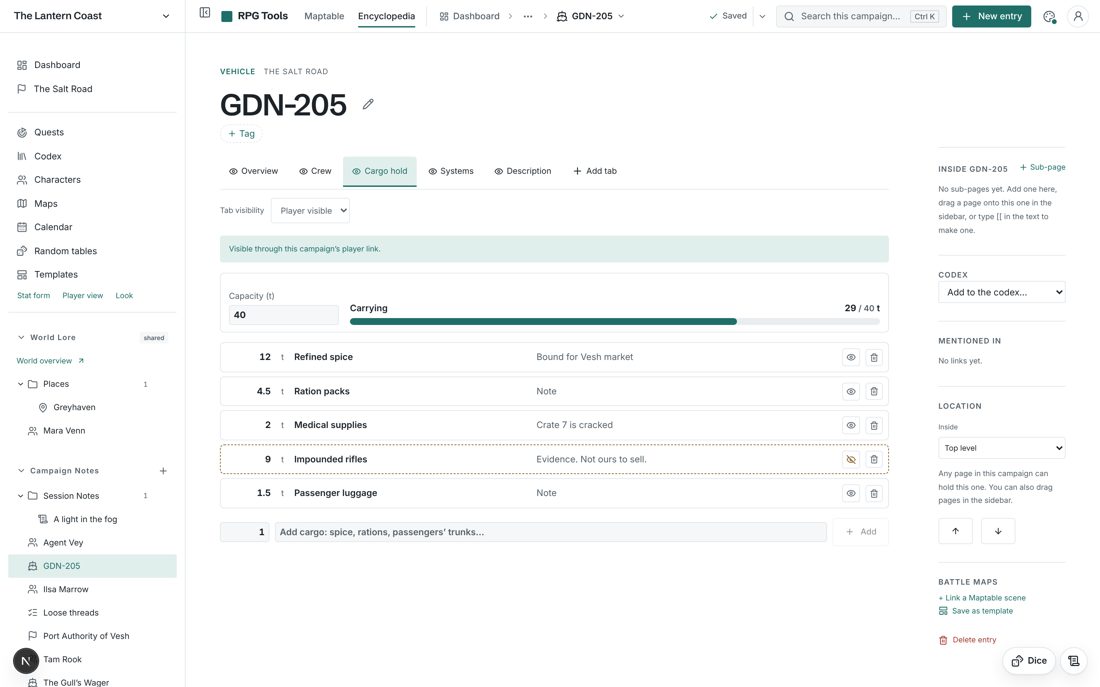 The Lantern Coast
RPG Tools
Maptable
Encyclopedia
Dashboard
...
GDN-205
Saved
Search this campaign...
Ctrl K
+ New entry
Dashboard
The Salt Road
Quests
Codex
Characters
Maps
Calendar
Random tables
Templates
Stat form Player view Look
World Lore shared
World overview
Places 1
Greyhaven
Mara Venn
Campaign Notes +
Session Notes 1
A light in the fog
Agent Vey
GDN-205
Ilsa Marrow
Loose threads
Port Authority of Vesh
Tam Rook
The Gull's Wager
N
VEHICLE THE SALT ROAD
GDN-205
+ Tag
Overview Crew Cargo hold Systems Description + Add tab
Tab visibility Player visible
Visible through this campaign's player link.
Capacity (t)
40
Carrying 29 / 40 t
12 t Refined spice Bound for Vesh market
4.5 t Ration packs Note
2 t Medical supplies Crate 7 is cracked
9 t Impounded rifles Evidence. Not ours to sell.
1.5 t Passenger luggage Note
1 Add cargo: spice, rations, passengers' trunks... + Add
INSIDE GDN-205 + Sub-page
No sub-pages yet. Add one here,
drag a page onto this one in the
sidebar, or type [[ in the text to
make one.
CODEX
Add to the codex...
MENTIONED IN
No links yet.
LOCATION
Inside
Top level
Any page in this campaign can
hold this one. You can also drag
pages in the sidebar.
BATTLE MAPS
+ Link a Maptable scene
Save as template
Delete entry
Dice